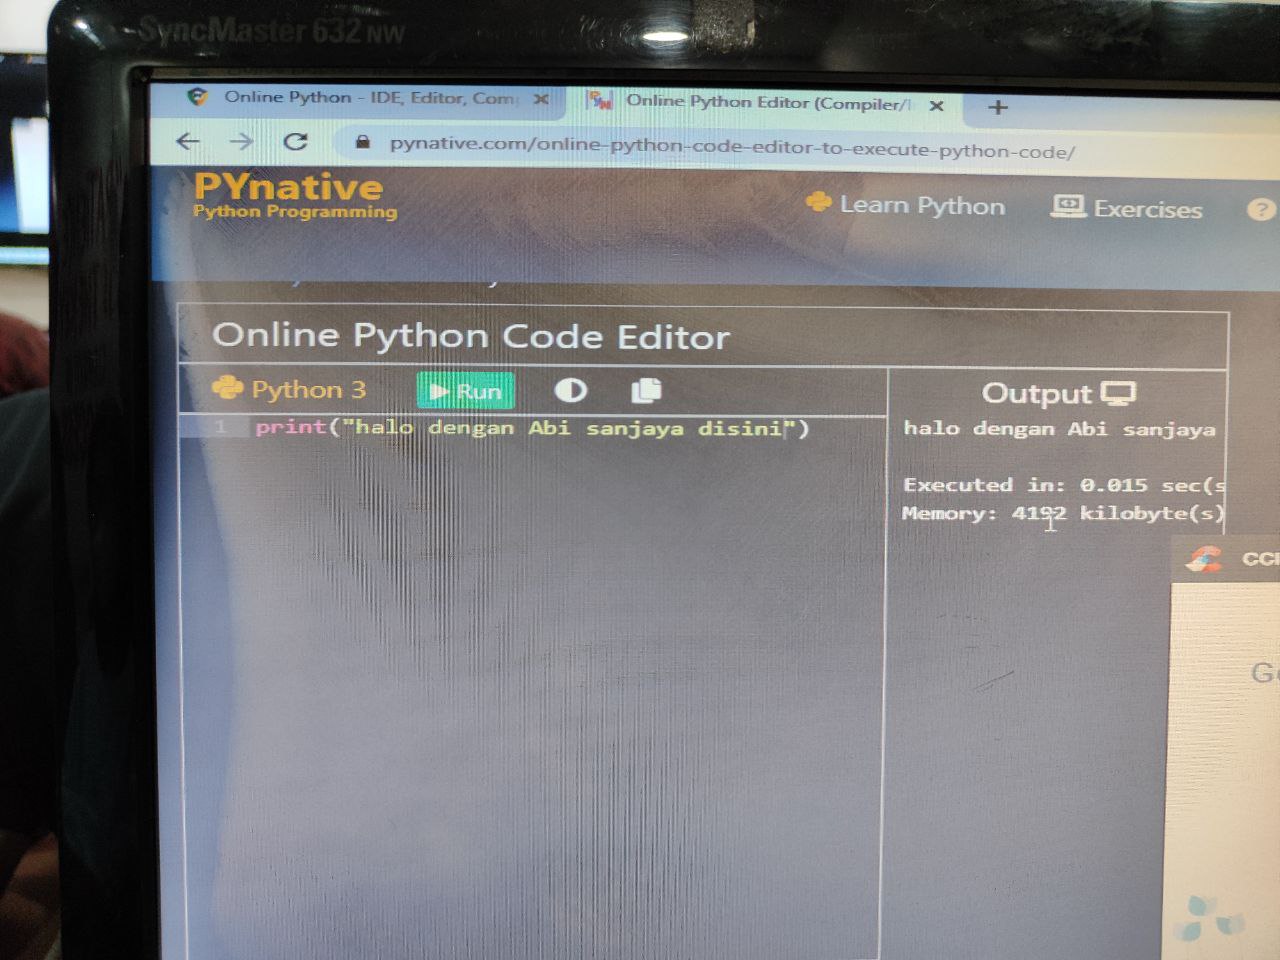 SyncMaster 632NW
Online Python - IDE, Editor, Com
Online Python Editor (Compiler/I
pynative.com/online-python-code-editor-to-execute-python-code/
PYnative
Python Programming
Learn Python
Exercises
?
Online Python Code Editor
Python 3
Run
Output
1 print("halo dengan Abi sanjaya disini")
halo dengan Abi sanjaya
Executed in: 0.015 sec(s
Memory: 4192 kilobyte(s)
CCl
G